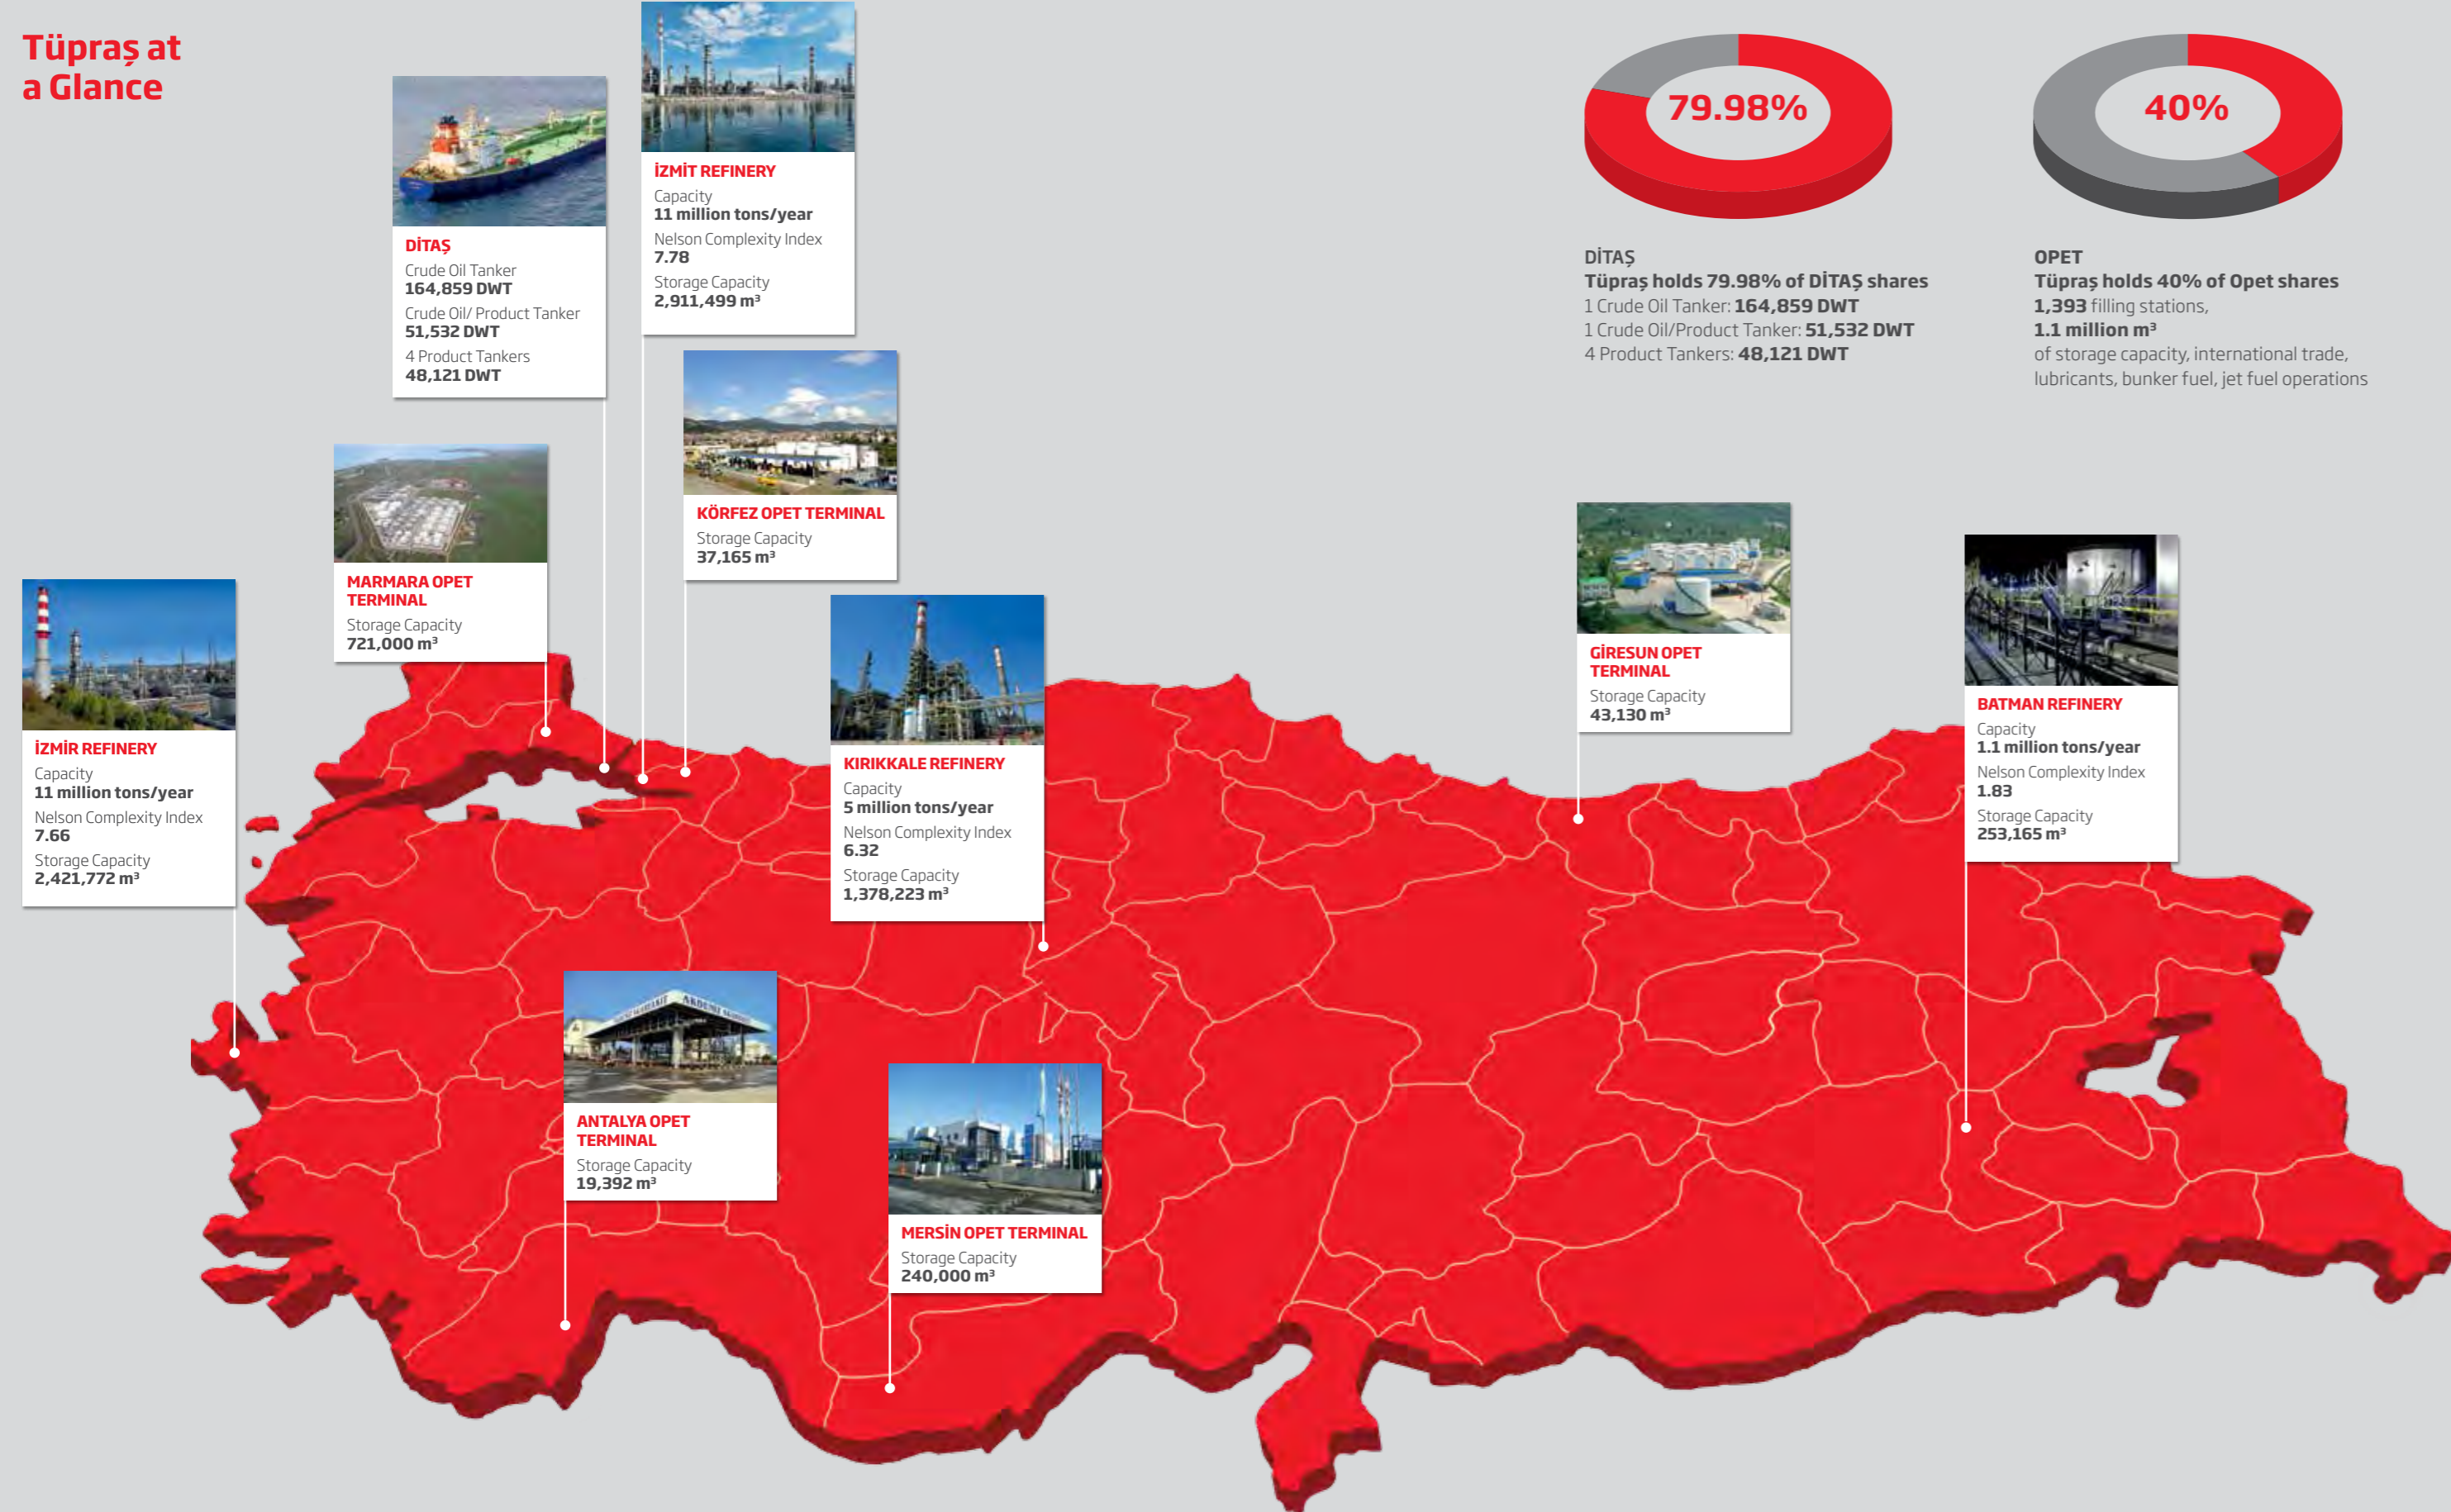 Tüpraş at
a Glance
DİTAŞ
Crude Oil Tanker
164,859 DWT
Crude Oil/ Product Tanker
51,532 DWT
4 Product Tankers
48,121 DWT
İZMİT REFINERY
Capacity
11 million tons/year
Nelson Complexity Index
7.78
Storage Capacity
2,911,499 m³
79.98%
DİTAŞ
Tüpraş holds 79.98% of DİTAŞ shares
1 Crude Oil Tanker: 164,859 DWT
1 Crude Oil/Product Tanker: 51,532 DWT
4 Product Tankers: 48,121 DWT
40%
OPET
Tüpraş holds 40% of Opet shares
1,393 filling stations,
1.1 million m³
of storage capacity, international trade,
lubricants, bunker fuel, jet fuel operations
KÖRFEZ OPET TERMINAL
Storage Capacity
37,165 m³
MARMARA OPET
TERMINAL
Storage Capacity
721,000 m³
İZMİR REFINERY
Capacity
11 million tons/year
Nelson Complexity Index
7.66
Storage Capacity
2,421,772 m³
KIRIKKALE REFINERY
Capacity
5 million tons/year
Nelson Complexity Index
6.32
Storage Capacity
1,378,223 m³
GİRESUN OPET
TERMINAL
Storage Capacity
43,130 m³
BATMAN REFINERY
Capacity
1.1 million tons/year
Nelson Complexity Index
1.83
Storage Capacity
253,165 m³
ANTALYA OPET
TERMINAL
Storage Capacity
19,392 m³
MERSİN OPET TERMINAL
Storage Capacity
240,000 m³